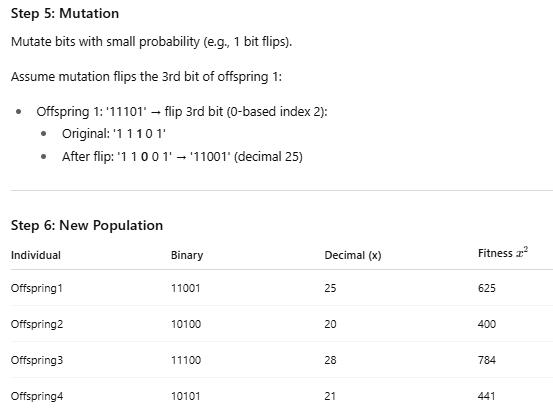 Step 5: Mutation
Mutate bits with small probability (e.g., 1 bit flips).
Assume mutation flips the 3rd bit of offspring 1:
• Offspring 1: '11101' → flip 3rd bit (0-based index 2):
• Original: '1 1 1 0 1'
• After flip: '1 1 0 0 1' → '11001' (decimal 25)
Step 6: New Population
Individual Binary Decimal (x) Fitness x²
Offspring1 11001 25 625
Offspring2 10100 20 400
Offspring3 11100 28 784
Offspring4 10101 21 441